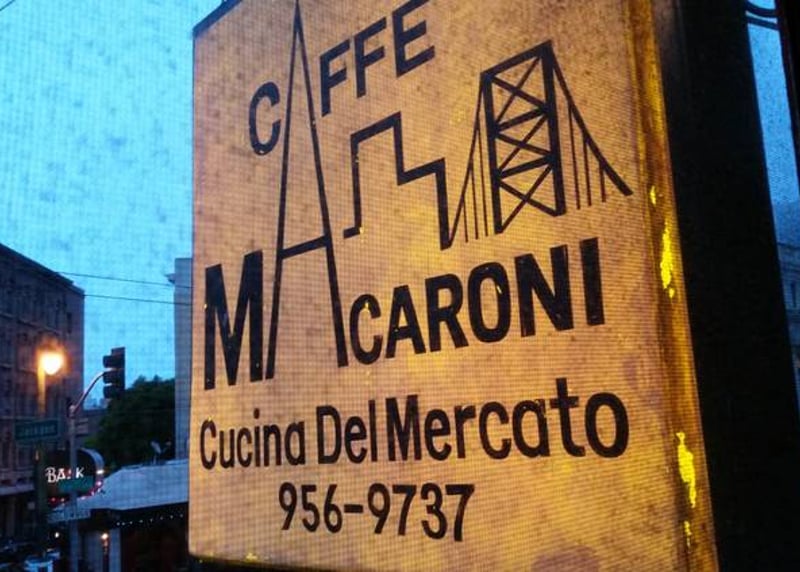 CAFFE
MACARONI
Cucina Del Mercato
956-9737